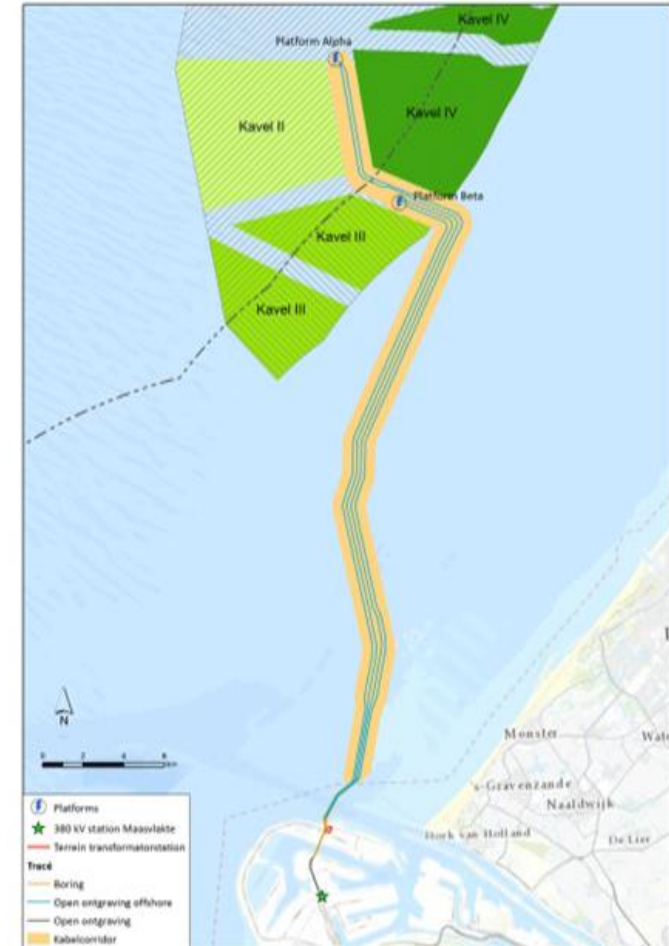 Kavel IV
Platform Alpha
Kavel II
Kavel IV
Platform Beta
Kavel III
Kavel III
N
0 2 4 8
Monster
's-Gravenzande
Naaldwijk
Hoek van Holland
De Lier
Platforms
380 kV station Maasvlakte
Terrein transformatorstation
Tracé
Boring
Open ontgraving offshore
Open ontgraving
Kabelcorridor